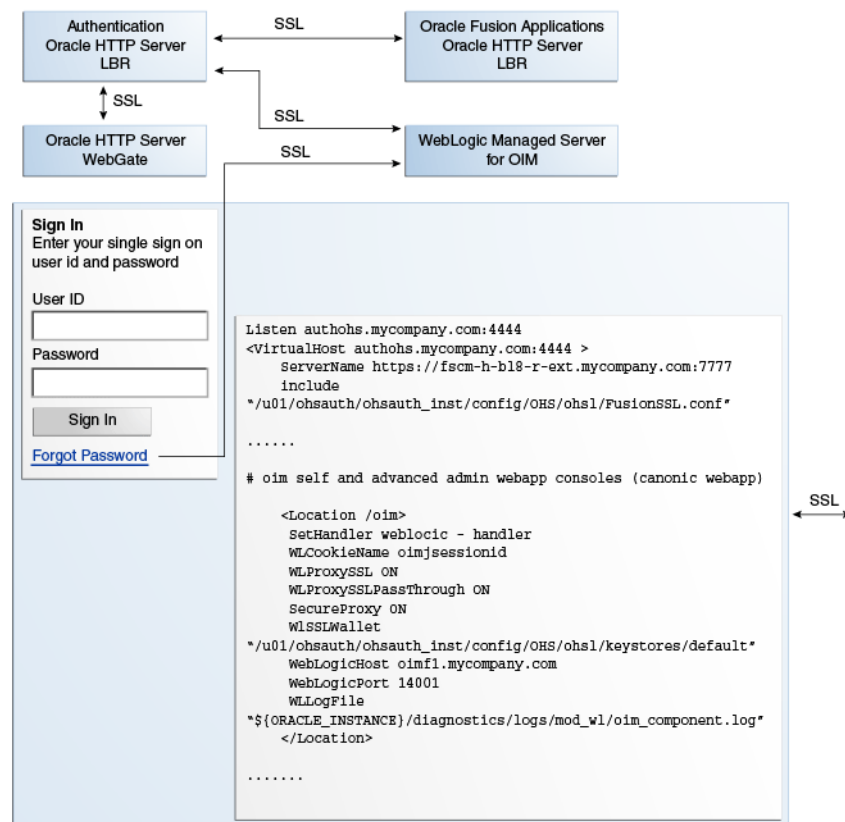 Authentication
Oracle HTTP Server
LBR
SSL
Oracle Fusion Applications
Oracle HTTP Server
LBR
SSL
SSL
Oracle HTTP Server
WebGate
SSL
WebLogic Managed Server
for OIM
Sign In
Enter your single sign on
user id and password
User ID
Password
Sign In
Forgot Password
Listen authohs.mycompany.com:4444
<VirtualHost authohs.mycompany.com:4444 >
ServerName https://fscm-h-bl8-r-ext.mycompany.com:7777
include
"/u01/ohsauth/ohsauth_inst/config/OHS/ohsl/FusionSSL.conf"
......
# oim self and advanced admin webapp consoles (canonic webapp)
<Location /oim>
SetHandler weblocic - handler
WLCookieName oimjsessionid
WLProxySSL ON
WLProxySSLPassThrough ON
SecureProxy ON
WlSSLWallet
"/u01/ohsauth/ohsauth_inst/config/OHS/ohsl/keystores/default"
WebLogicHost oimf1.mycompany.com
WebLogicPort 14001
WLLogFile
"${ORACLE_INSTANCE}/diagnostics/logs/mod_wl/oim_component.log"
</Location>
.......
SSL